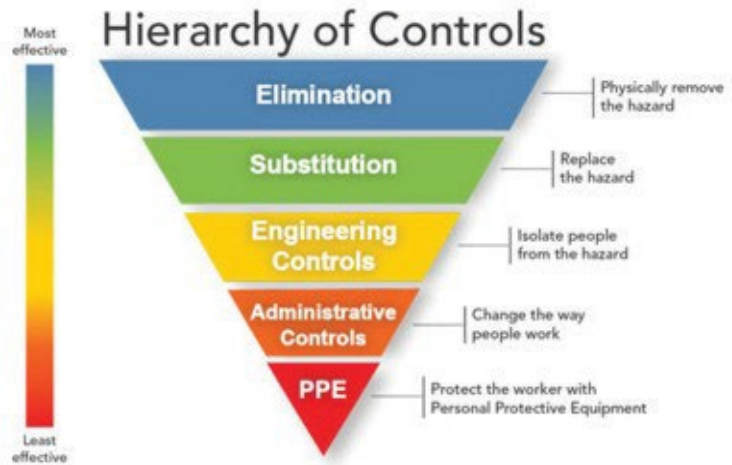 Hierarchy of Controls
Most
effective
Elimination
Physically remove
the hazard
Substitution
Replace
the hazard
Engineering
Controls
Isolate people
from the hazard
Administrative
Controls
Change the way
people work
PPE
Protect the worker with
Personal Protective Equipment
Least
effective